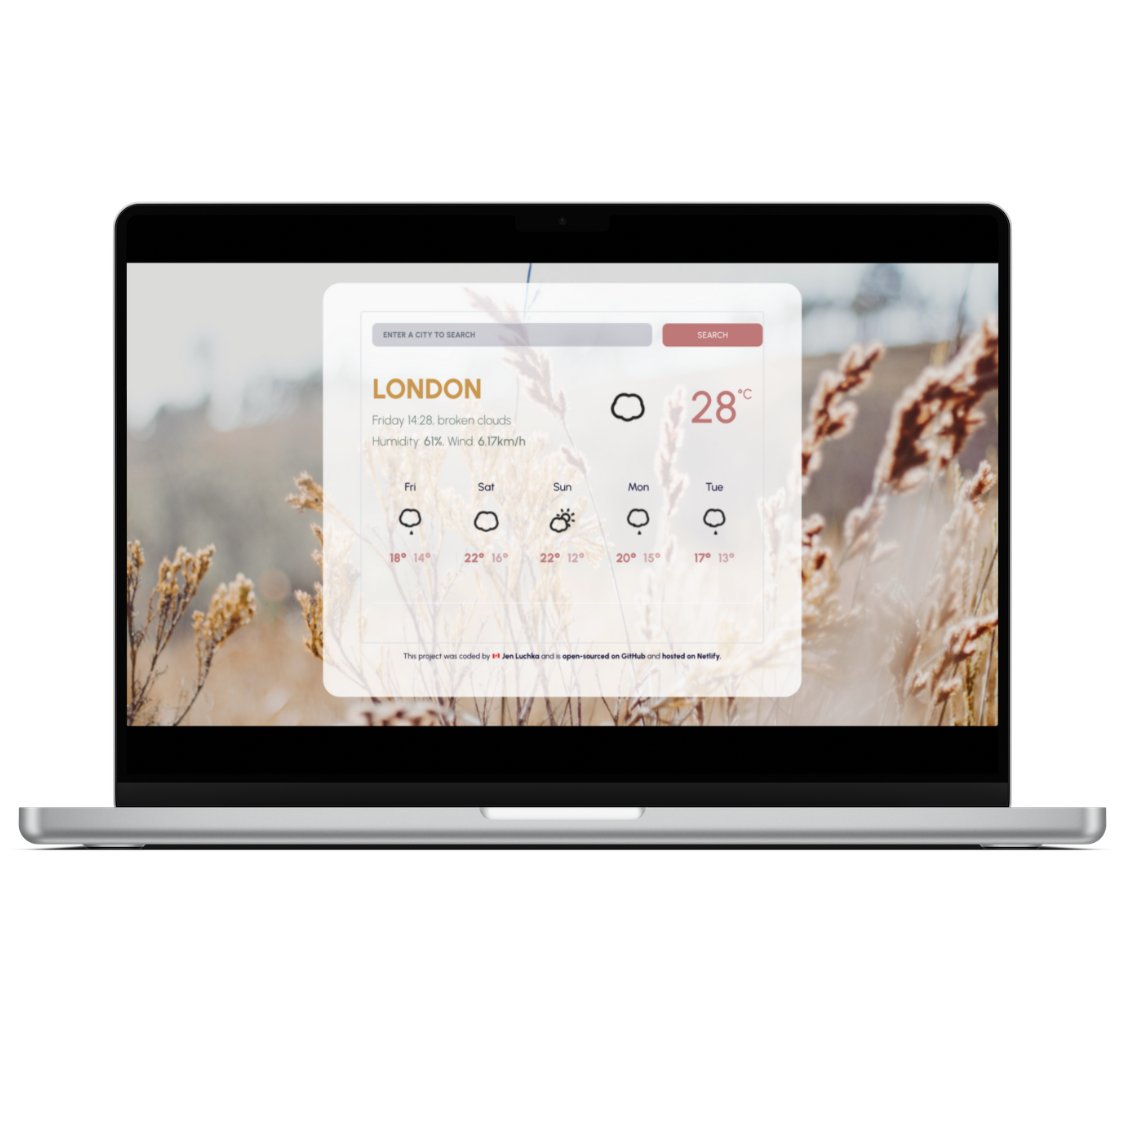 ENTER A CITY TO SEARCH
SEARCH
LONDON
28°C
Friday 14:28, broken clouds
Humidity: 61%, Wind: 6.17km/h
Fri Sat Sun Mon Tue
18° 14° 22° 16° 22° 12° 20° 15° 17° 13°
This project was coded by 🇨🇦 Jen Luchka and is open-sourced on GitHub and hosted on Netlify.